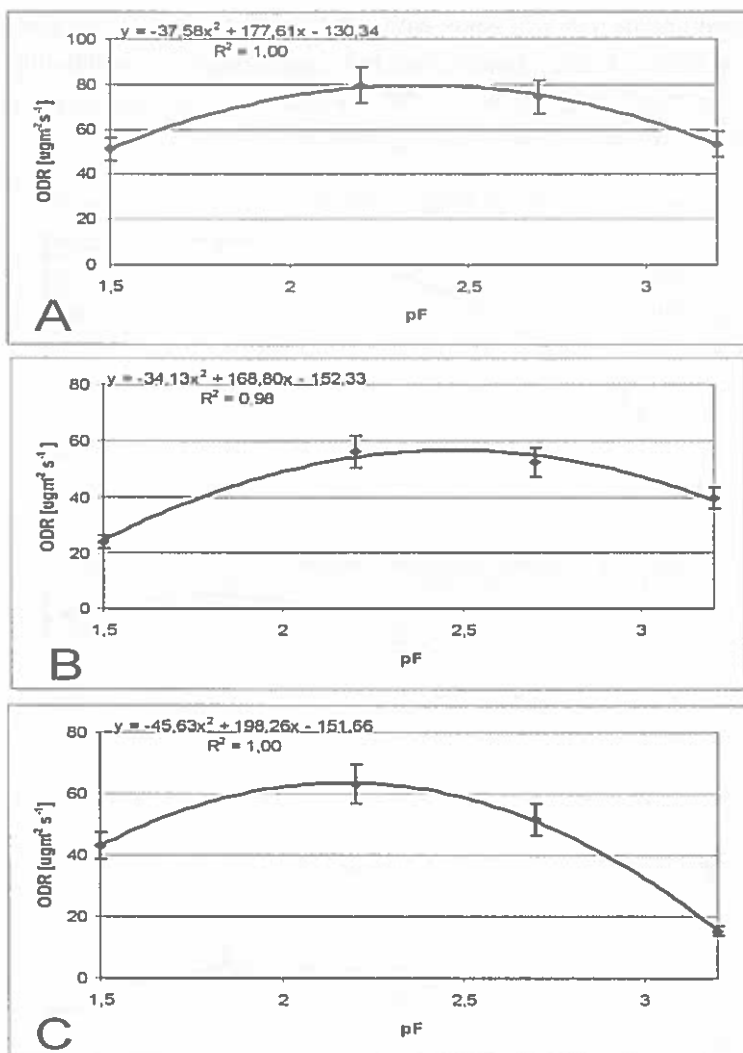 y = -37,58x² + 177,61x - 130,34
R² = 1,00
100
80
60
40
20
0
ODR [ugm² s⁻¹]
1,5
2
2,5
3
pF
A
y = -34,13x² + 168,80x - 152,33
R² = 0,98
80
60
40
20
0
ODR [ugm² s⁻¹]
1,5
2
2,5
3
pF
B
y = -45,63x² + 198,26x - 151,66
R² = 1,00
80
60
40
20
0
ODR [ugm² s⁻¹]
1,5
2
2,5
3
pF
C